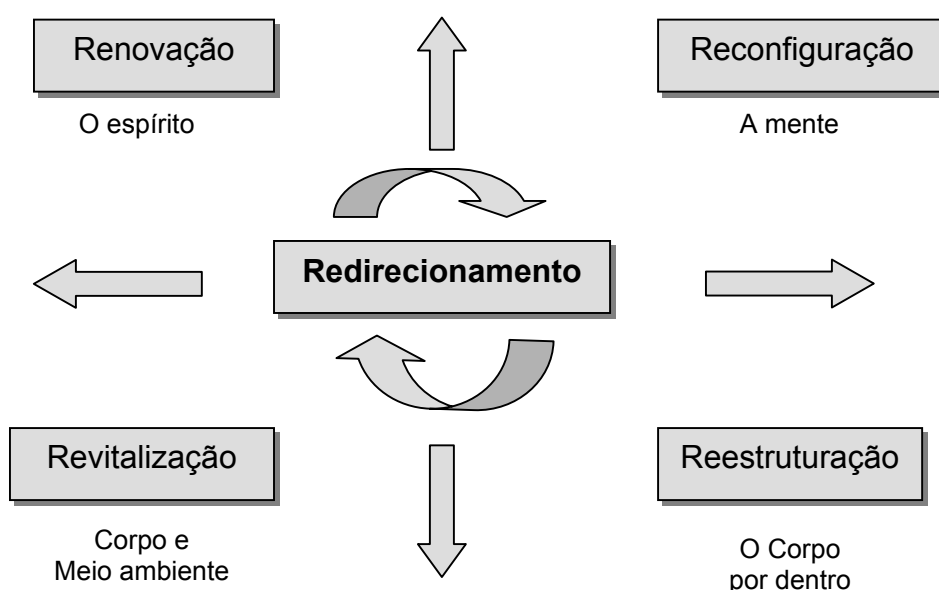 Renovação
Reconfiguração
O espírito
A mente
Redirecionamento
Revitalização
Reestruturação
Corpo e
Meio ambiente
O Corpo
por dentro